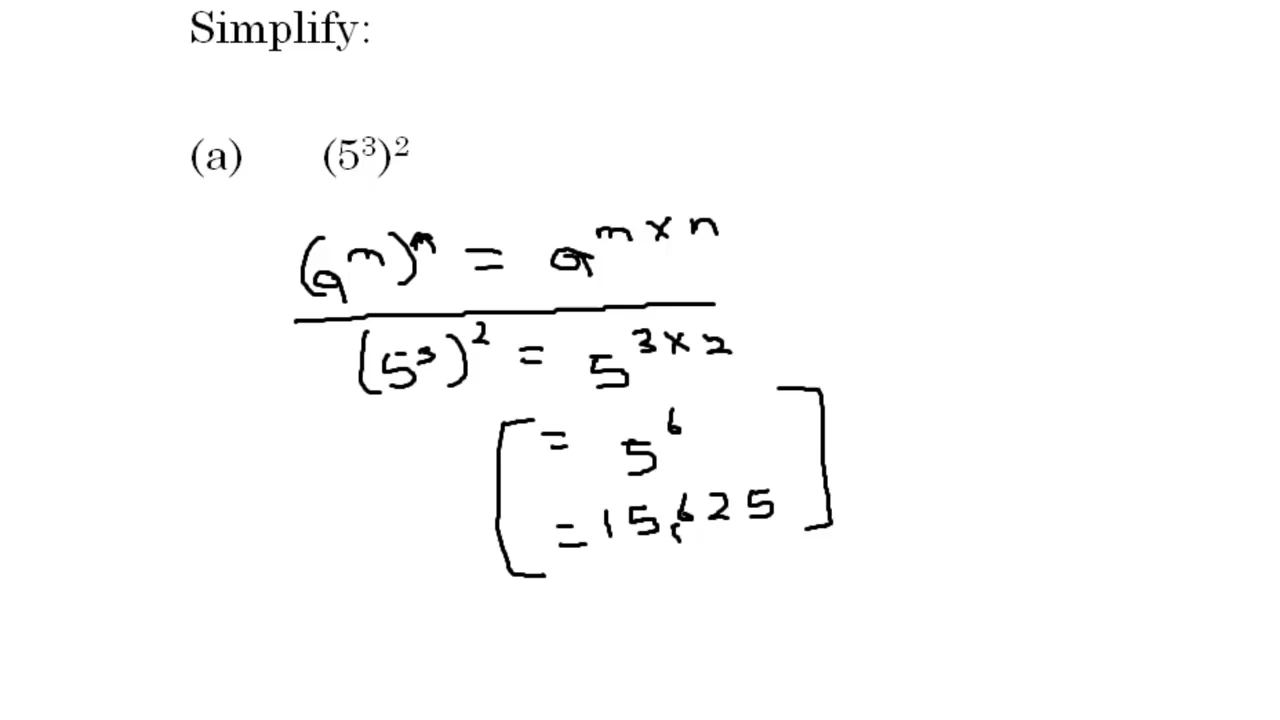 Simplify:
(a) (5³)²
(aᵐ)ⁿ = aᵐ ˣ ⁿ
(5³)² = 5³ ˣ ²
= 5⁶
= 15,625